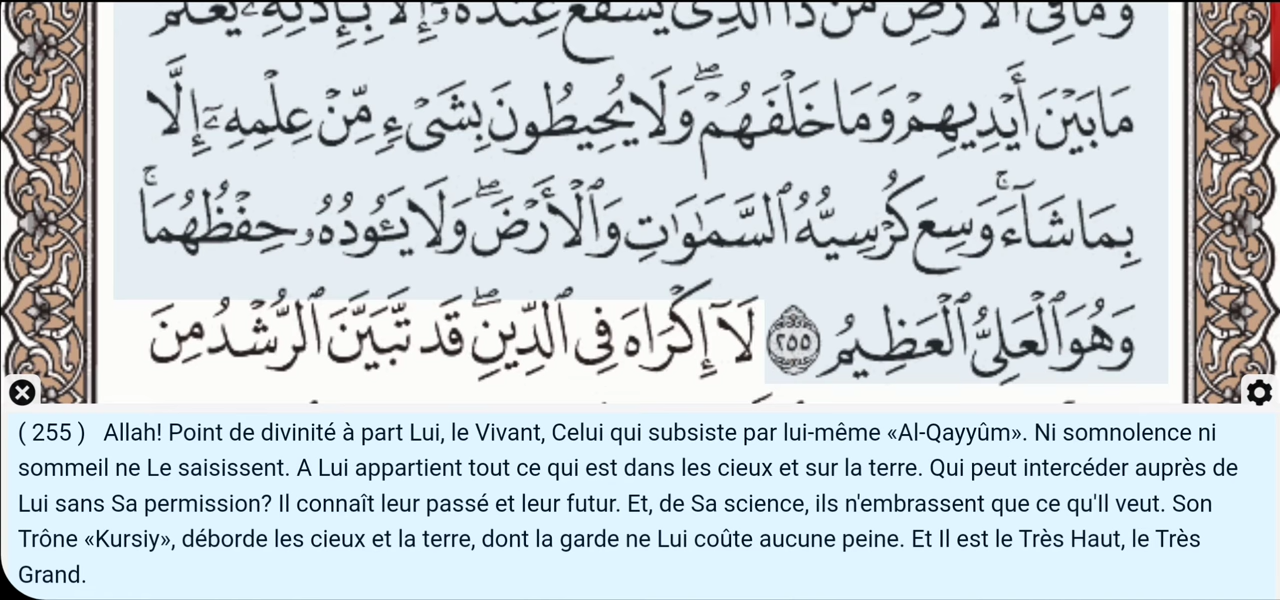 وَمَا فِى ٱلْأَرْضِ مَن ذَا ٱلَّذِى يَشْفَعُ عِندَهُۥٓ إِلَّا بِإِذْنِهِۦ يَعْلَمُ
مَا بَيْنَ أَيْدِيهِمْ وَمَا خَلْفَهُمْ ۖ وَلَا يُحِيطُونَ بِشَىْءٍ مِّنْ عِلْمِهِۦٓ إِلَّا
بِمَا شَآءَ ۚ وَسِعَ كُرْسِيُّهُ ٱلسَّمَٰوَٰتِ وَٱلْأَرْضَ ۖ وَلَا يَـُٔودُهُۥ حِفْظُهُمَا ۚ
وَهُوَ ٱلْعَلِىُّ ٱلْعَظِيمُ ٢٥٥ لَآ إِكْرَاهَ فِى ٱلدِّينِ ۖ قَد تَّبَيَّنَ ٱلرُّشْدُ مِنَ
( 255 ) Allah! Point de divinité à part Lui, le Vivant, Celui qui subsiste par lui-même «Al-Qayyûm». Ni somnolence ni
sommeil ne Le saisissent. A Lui appartient tout ce qui est dans les cieux et sur la terre. Qui peut intercéder auprès de
Lui sans Sa permission? Il connaît leur passé et leur futur. Et, de Sa science, ils n'embrassent que ce qu'Il veut. Son
Trône «Kursiy», déborde les cieux et la terre, dont la garde ne Lui coûte aucune peine. Et Il est le Très Haut, le Très
Grand.